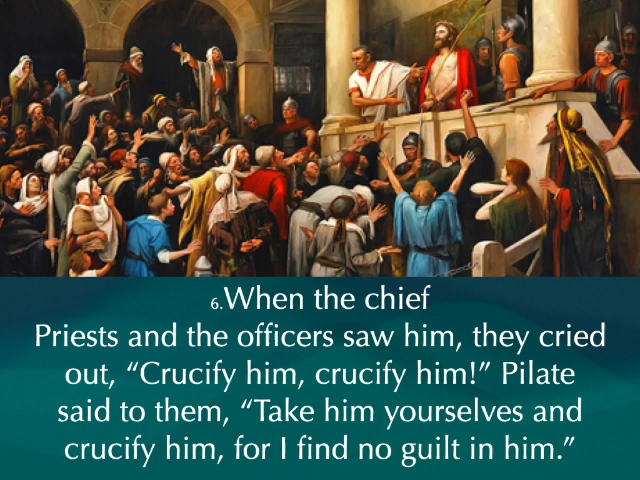 6.When the chief
Priests and the officers saw him, they cried
out, “Crucify him, crucify him!” Pilate
said to them, “Take him yourselves and
crucify him, for I find no guilt in him.”